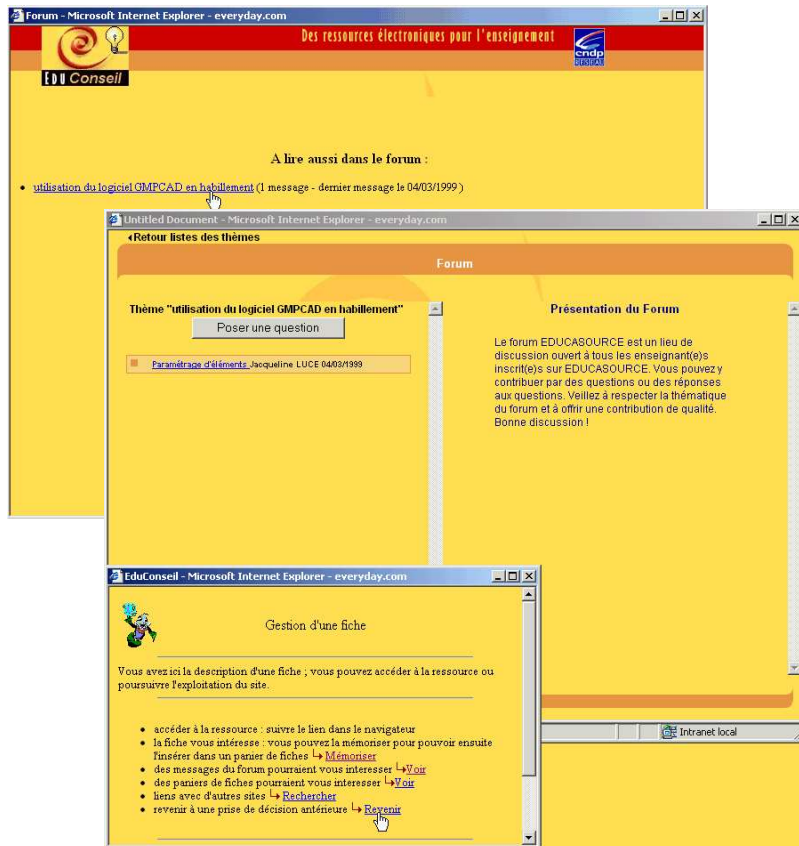 Forum - Microsoft Internet Explorer - everyday.com
Des ressources électroniques pour l'enseignement
cndp
EDU Conseil
A lire aussi dans le forum :
utilisation du logiciel GMPCAD en habillement (1 message - dernier message le 04/03/1999 )
Untitled Document - Microsoft Internet Explorer - everyday.com
Retour listes des thèmes
Forum
Thème "utilisation du logiciel GMPCAD en habillement"
Poser une question
Paramétrage d'éléments Jacqueline LUCE 04/03/1999
Présentation du Forum
Le forum EDUCASOURCE est un lieu de
discussion ouvert à tous les enseignant(e)s
inscrit(e)s sur EDUCASOURCE. Vous pouvez y
contribuer par des questions ou des réponses
aux questions. Veillez à respecter la thématique
du forum et à offrir une contribution de qualité.
Bonne discussion !
EduConseil - Microsoft Internet Explorer - everyday.com
Gestion d'une fiche
Vous avez ici la description d'une fiche ; vous pouvez accéder à la ressource ou
poursuivre l'exploitation du site.
accéder à la ressource : suivre le lien dans le navigateur
la fiche vous intéresse : vous pouvez la mémoriser pour pouvoir ensuite
l'insérer dans un panier de fiches Mémoriser
des messages du forum pourraient vous interesser Voir
des paniers de fiches pourraient vous interesser Voir
liens avec d'autres sites Rechercher
revenir à une prise de décision antérieure Revenir
Intranet local